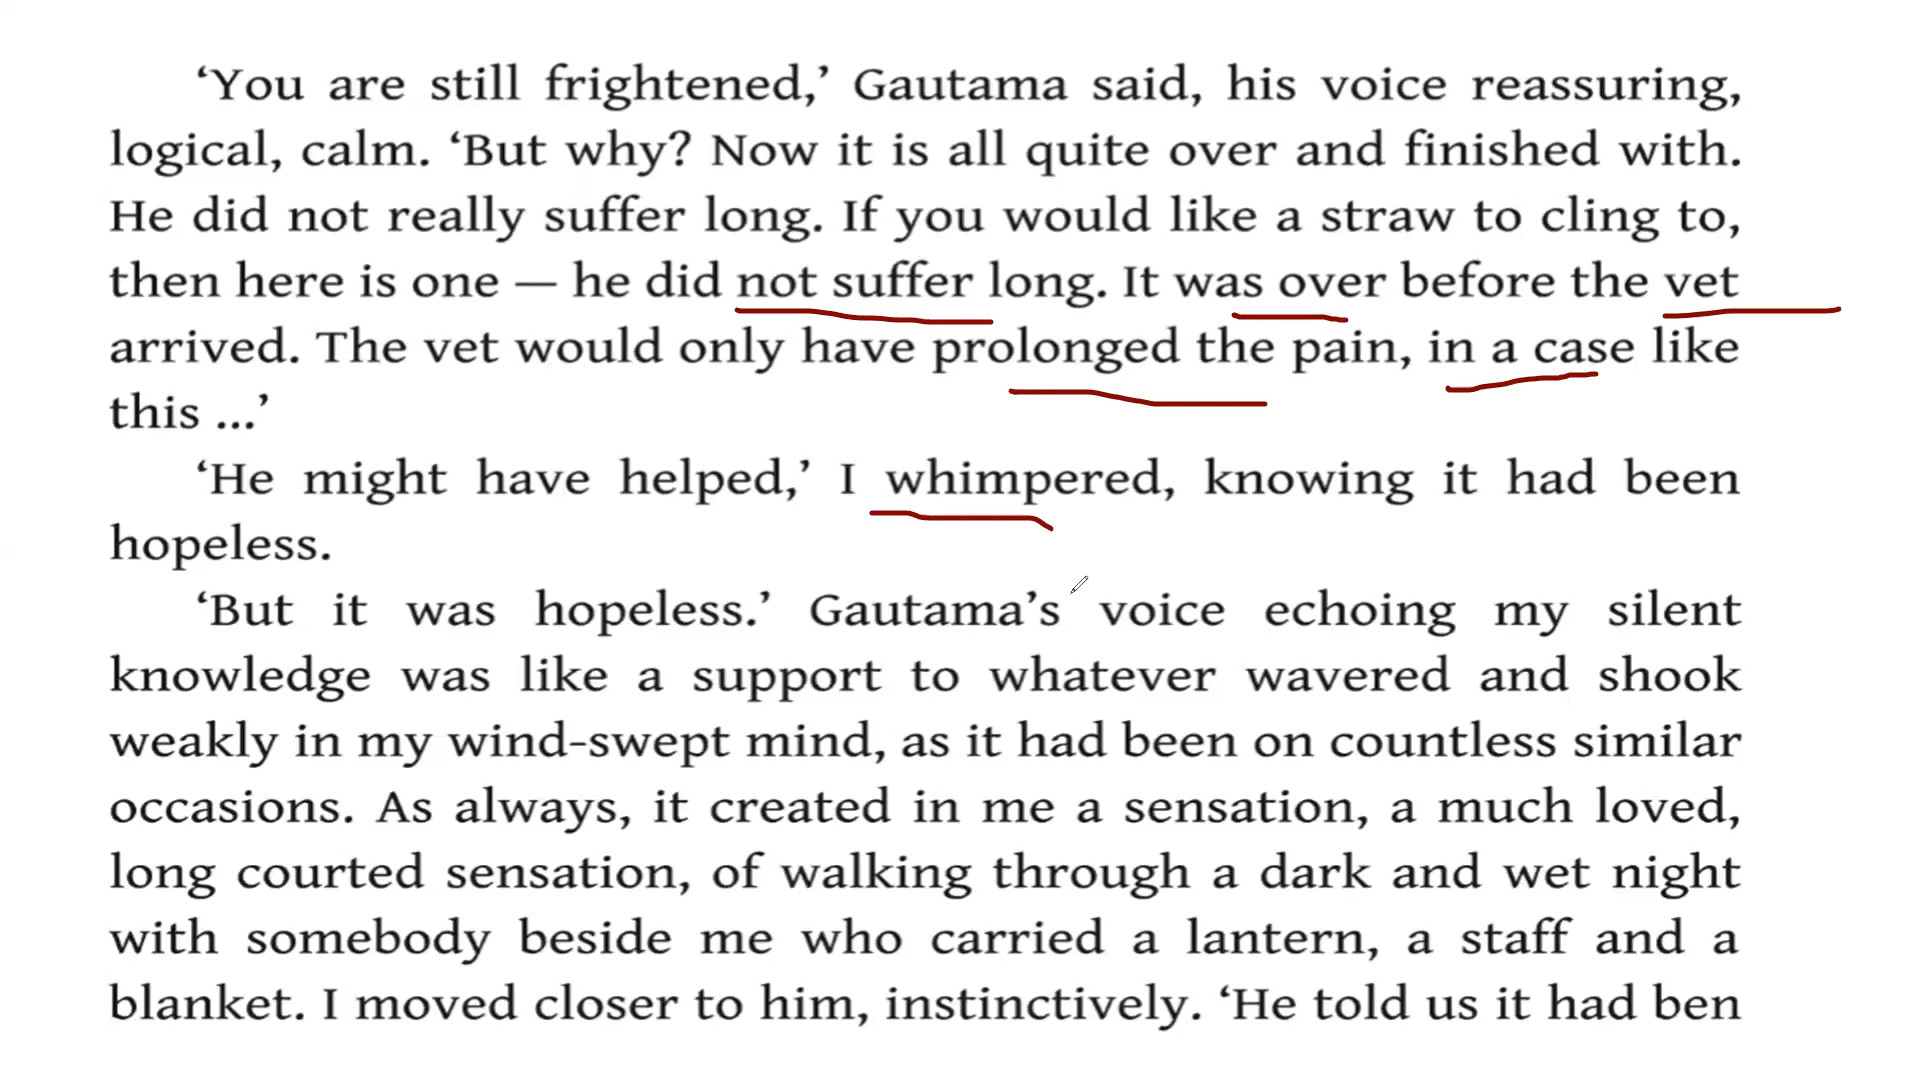 ‘You are still frightened,’ Gautama said, his voice reassuring,
logical, calm. ‘But why? Now it is all quite over and finished with.
He did not really suffer long. If you would like a straw to cling to,
then here is one — he did not suffer long. It was over before the vet
arrived. The vet would only have prolonged the pain, in a case like
this ...’
‘He might have helped,’ I whimpered, knowing it had been
hopeless.
‘But it was hopeless.’ Gautama’s voice echoing my silent
knowledge was like a support to whatever wavered and shook
weakly in my wind-swept mind, as it had been on countless similar
occasions. As always, it created in me a sensation, a much loved,
long courted sensation, of walking through a dark and wet night
with somebody beside me who carried a lantern, a staff and a
blanket. I moved closer to him, instinctively. ‘He told us it had ben